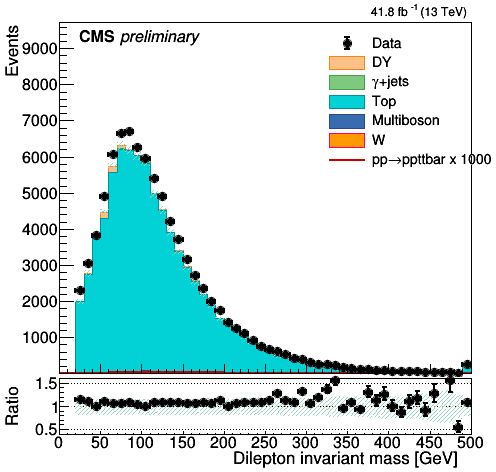 41.8 fb⁻¹ (13 TeV)
CMS preliminary
Events
9000
8000
7000
6000
5000
4000
3000
2000
1000
Data
DY
γ+jets
Top
Multiboson
W
pp→ppttbar x 1000
Ratio
1.5
1
0.5
0 50 100 150 200 250 300 350 400 450 500
Dilepton invariant mass [GeV]